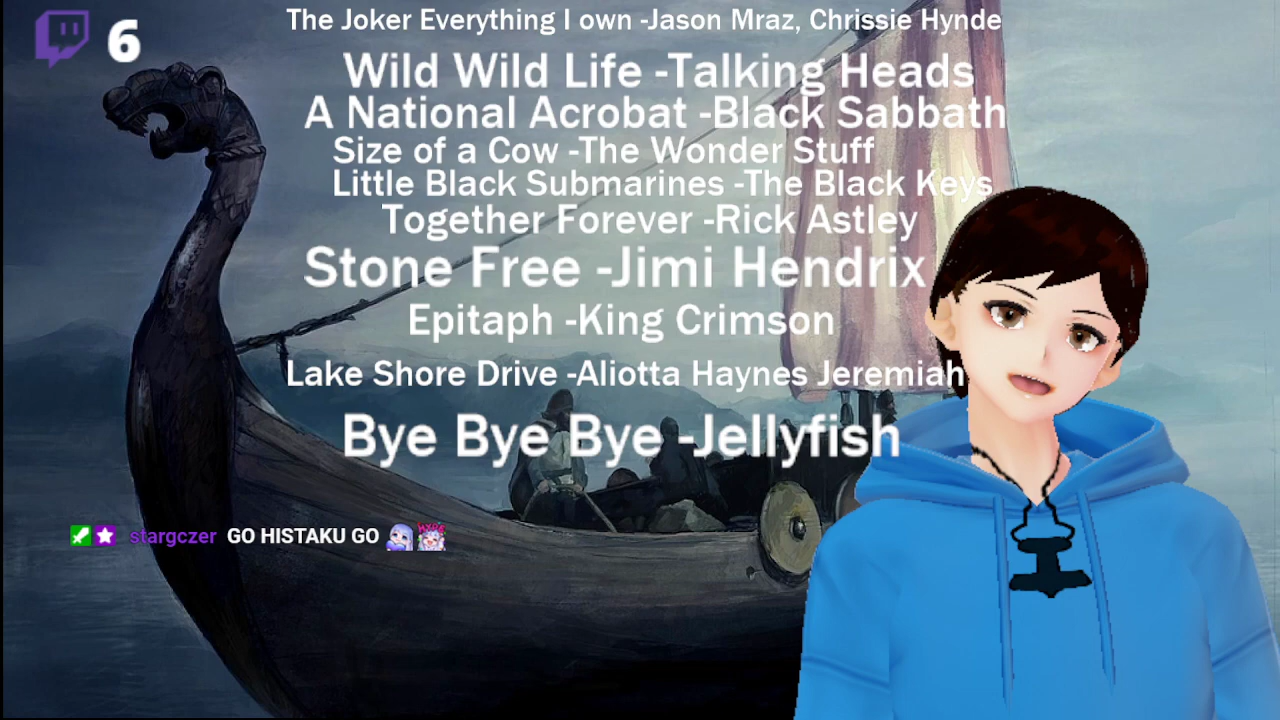 6
The Joker Everything I own -Jason Mraz, Chrissie Hynde
Wild Wild Life -Talking Heads
A National Acrobat -Black Sabbath
Size of a Cow -The Wonder Stuff
Little Black Submarines -The Black Keys
Together Forever -Rick Astley
Stone Free -Jimi Hendrix
Epitaph -King Crimson
Lake Shore Drive -Aliotta Haynes Jeremiah
Bye Bye Bye -Jellyfish
stargczer GO HISTAKU GO HYPE